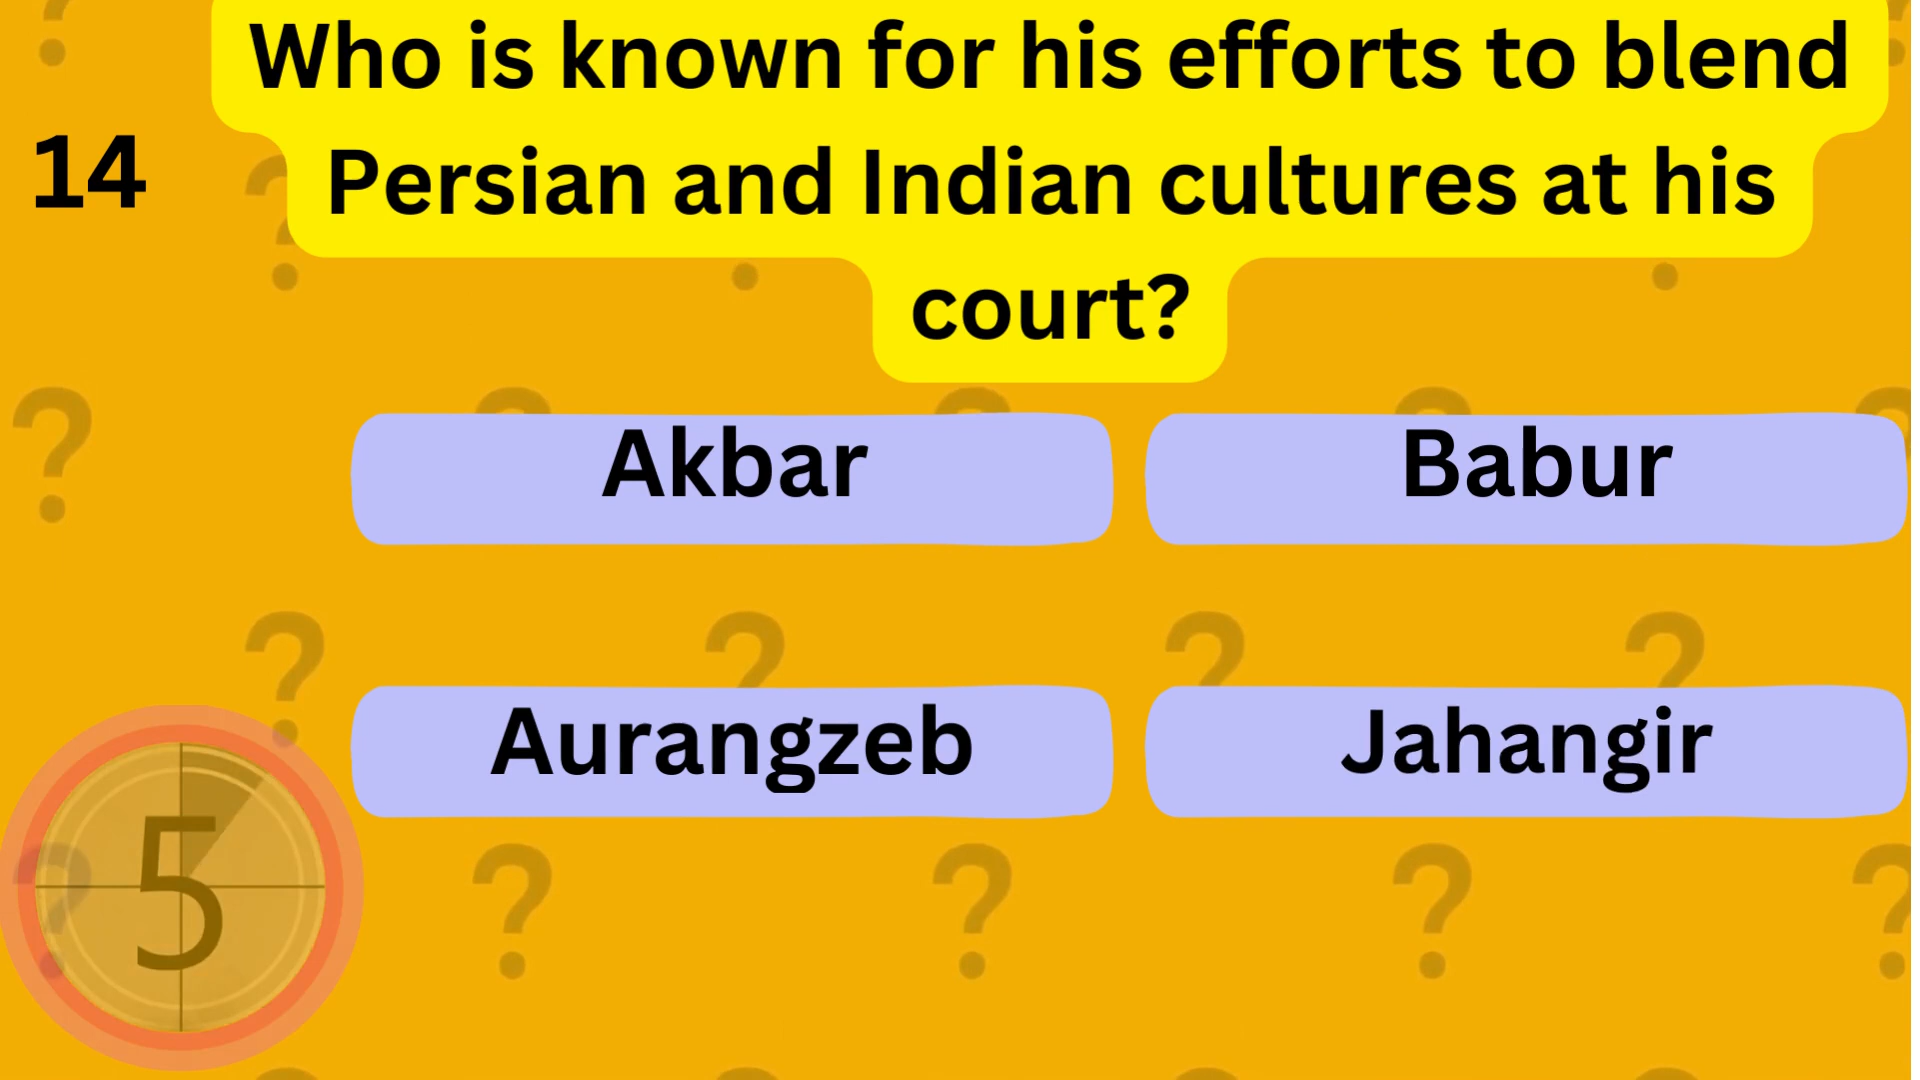 Who is known for his efforts to blend
14
Persian and Indian cultures at his
court?
Akbar
Babur
Aurangzeb
Jahangir
5